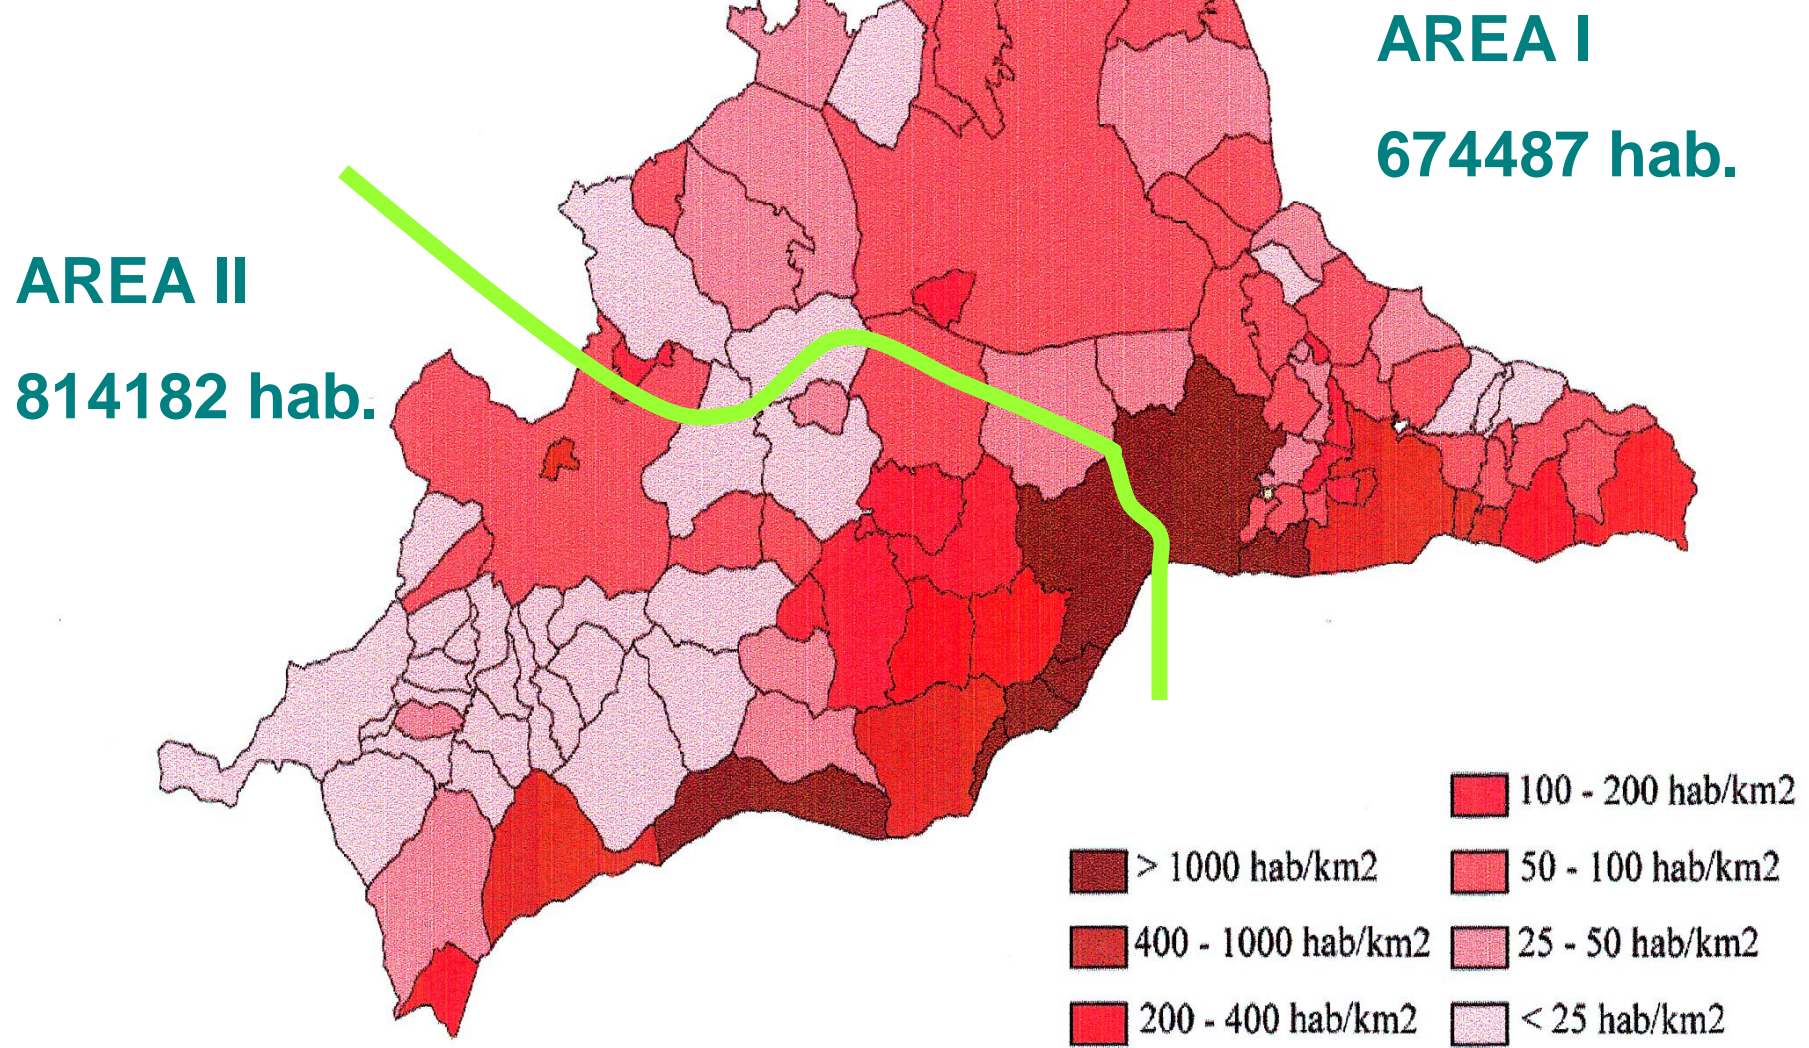 AREA I
674487 hab.
AREA II
814182 hab.
100 - 200 hab/km2
> 1000 hab/km2
50 - 100 hab/km2
400 - 1000 hab/km2
25 - 50 hab/km2
200 - 400 hab/km2
< 25 hab/km2